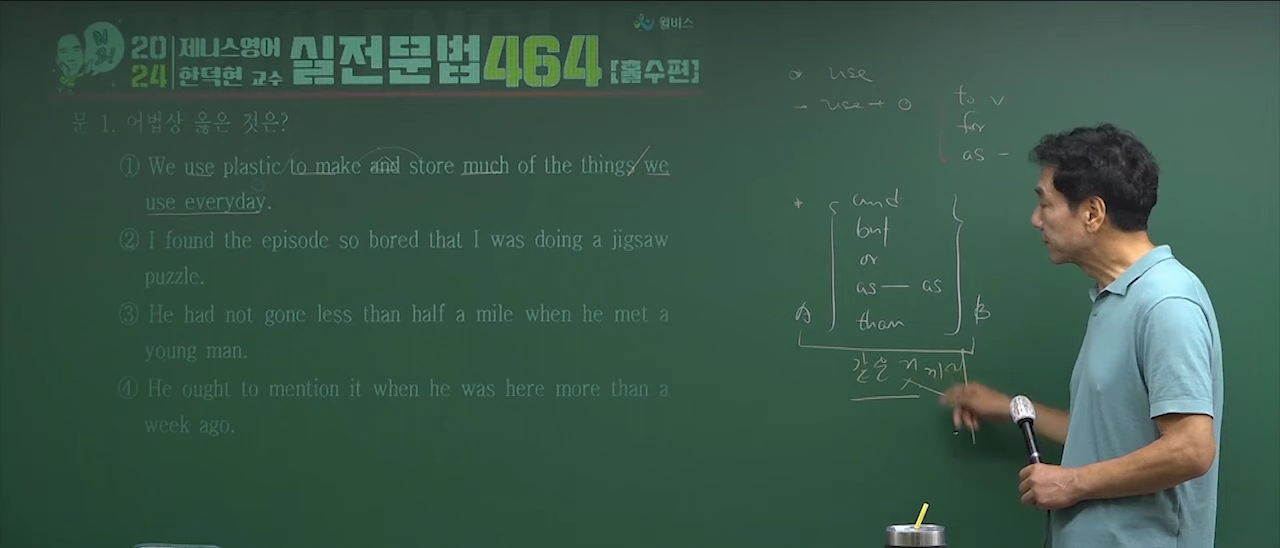 윌비스
2024 제니스영어 한덕현 교수 실전문법464 [홀수편]
문 1. 어법상 옳은 것은?
① We use plastic to make and store much of the things we
use everyday.
② I found the episode so bored that I was doing a jigsaw
puzzle.
③ He had not gone less than half a mile when he met a
young man.
④ He ought to mention it when he was here more than a
week ago.
use
- use + O
to v
for
as -
and
but
or
as — as
A than B
같은